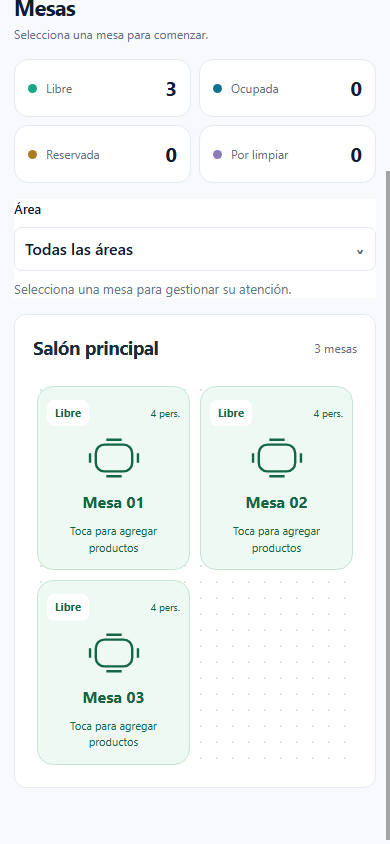 Mesas
Selecciona una mesa para comenzar.
Libre 3
Ocupada 0
Reservada 0
Por limpiar 0
Área
Todas las áreas
Selecciona una mesa para gestionar su atención.
Salón principal 3 mesas
Libre 4 pers.
Mesa 01
Toca para agregar
productos
Libre 4 pers.
Mesa 02
Toca para agregar
productos
Libre 4 pers.
Mesa 03
Toca para agregar
productos